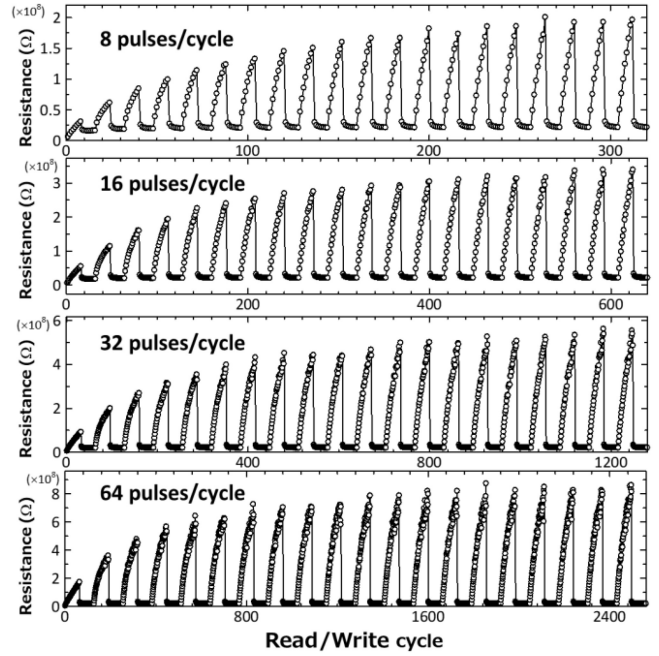 (×10⁸)
Resistance (Ω)
2
1.5
1
0.5
0
8 pulses/cycle
0 100 200 300
(×10⁸)
Resistance (Ω)
3
2
1
0
16 pulses/cycle
0 200 400 600
(×10⁸)
Resistance (Ω)
6
4
2
0
32 pulses/cycle
0 400 800 1200
(×10⁸)
Resistance (Ω)
8
6
4
2
0
64 pulses/cycle
0 800 1600 2400
Read/Write cycle